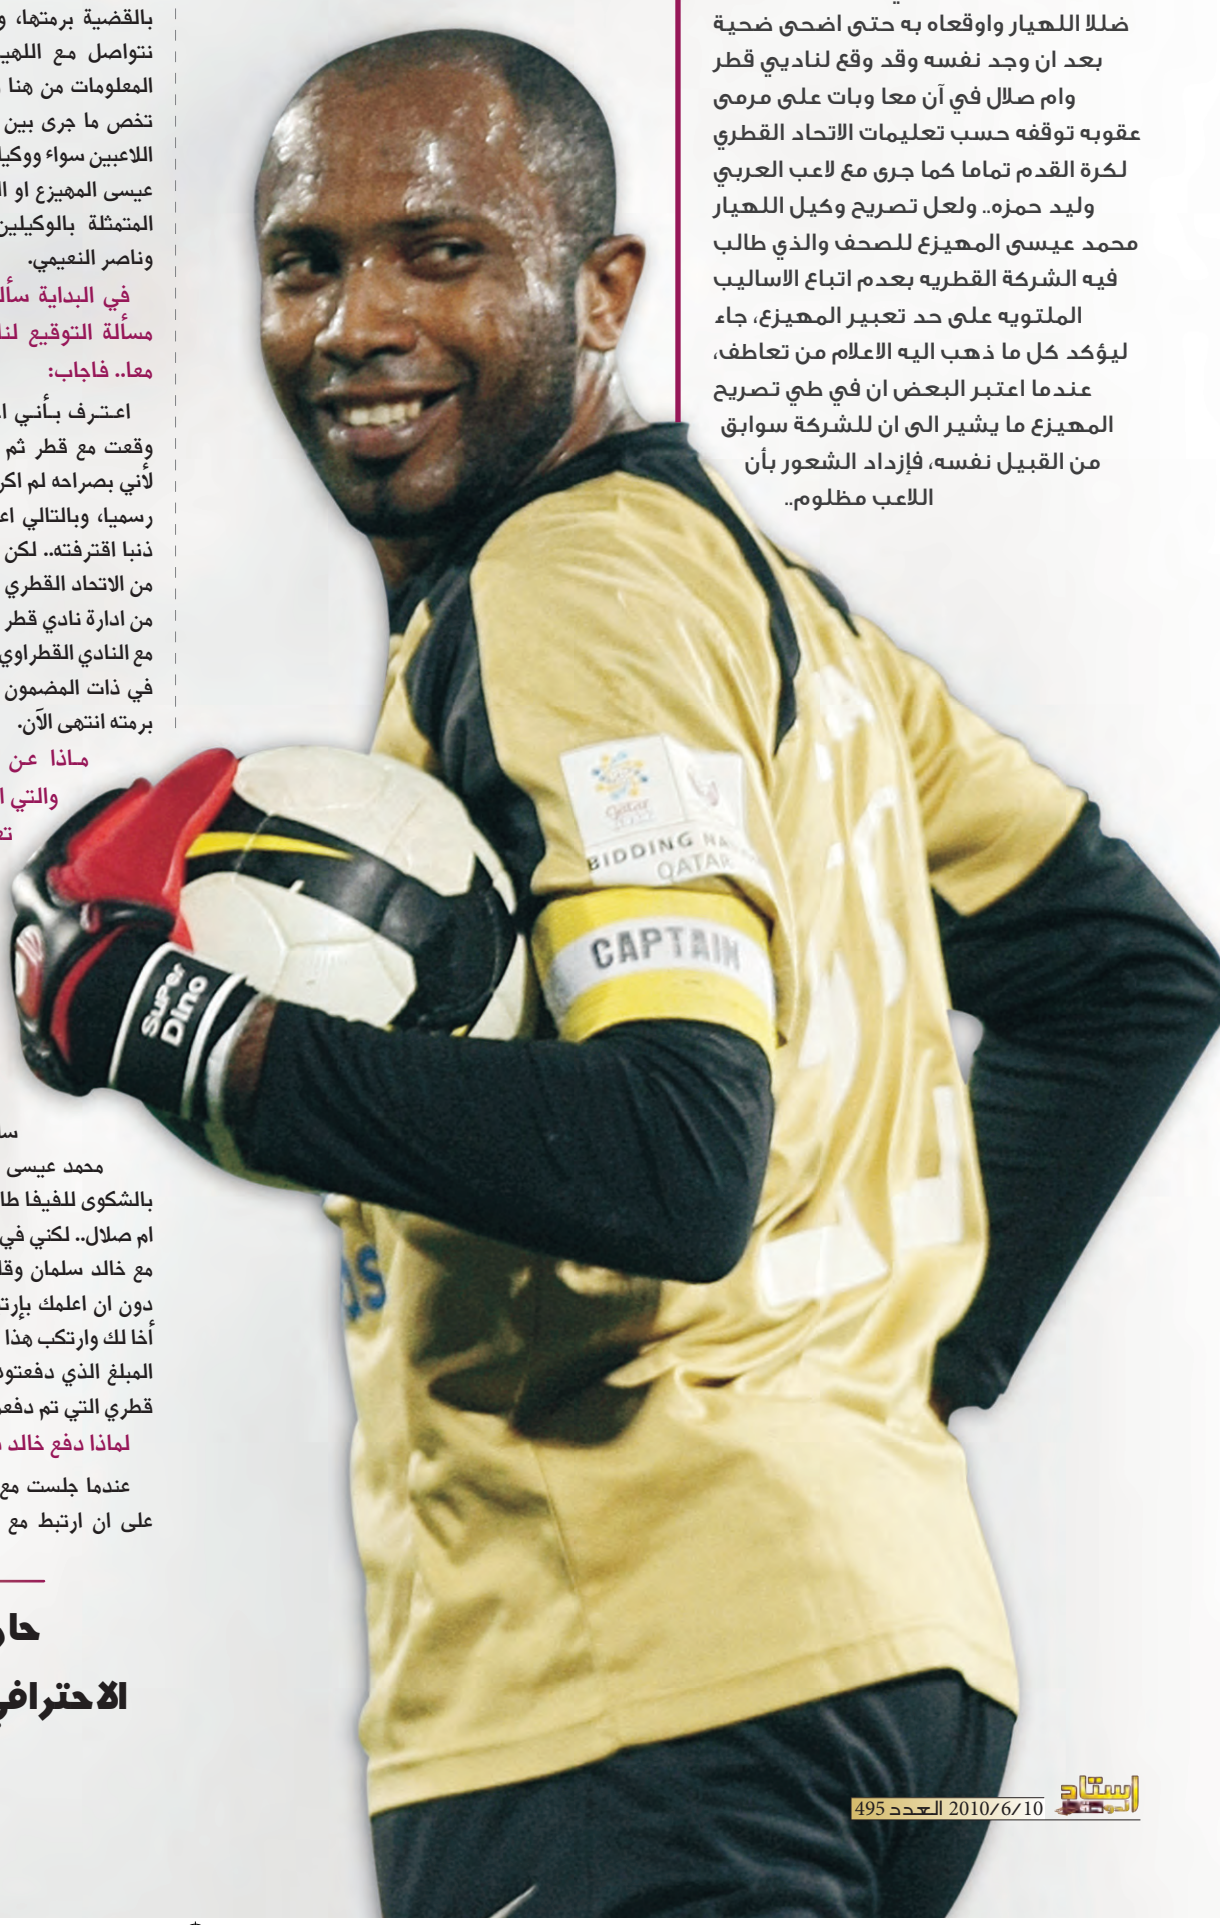 ضللا اللهيار واوقعاه به حتى اضحى ضحية
بعد ان وجد نفسه وقد وقع لناديي قطر
وام صلال في آن معا وبات على مرمى
عقوبه توقفه حسب تعليمات الاتحاد القطري
لكرة القدم تماما كما جرى مع لاعب العربي
وليد حمزه.. ولعل تصريح وكيل اللهيار
محمد عيسى المهيزع للصحف والذي طالب
فيه الشركة القطريه بعدم اتباع الاساليب
الملتويه على حد تعبير المهيزع، جاء
ليؤكد كل ما ذهب اليه الاعلام من تعاطف،
عندما اعتبر البعض ان في طي تصريح
المهيزع ما يشير الى ان للشركة سوابق
من القبيل نفسه، فإزداد الشعور بأن
اللاعب مظلوم..
بالقضية برمتها، و
نتواصل مع اللهي
المعلومات من هنا
تخص ما جرى بين
اللاعبين سواء ووكي
عيسى المهيزع او ا
المتمثلة بالوكيلين
وناصر النعيمي.
في البداية سأل
مسألة التوقيع لنا
معا.. فاجاب:
اعترف بأني ا
وقعت مع قطر ثم
لأني بصراحه لم اكن
رسميا، وبالتالي اع
ذنبا اقترفته.. لكن
من الاتحاد القطري
من ادارة نادي قطر
مع النادي القطراوي
في ذات المضمون
برمته انتهى الآن.
ماذا عن
والتي ا
تع
سا
محمد عيسى
بالشكوى للفيفا طا
ام صلال.. لكني في
مع خالد سلمان وقا
دون ان اعلمك بإرت
أخا لك وارتكب هذا
المبلغ الذي دفعتو
قطري التي تم دفع
لماذا دفع خالد
عندما جلست مع
على ان ارتبط مع
حار
الاحترافي
Qatar
BIDDING NA
QATAR
CAPTAIN
SuPer
Dino
استاد
الدوحة
2010/6/10 العدد 495